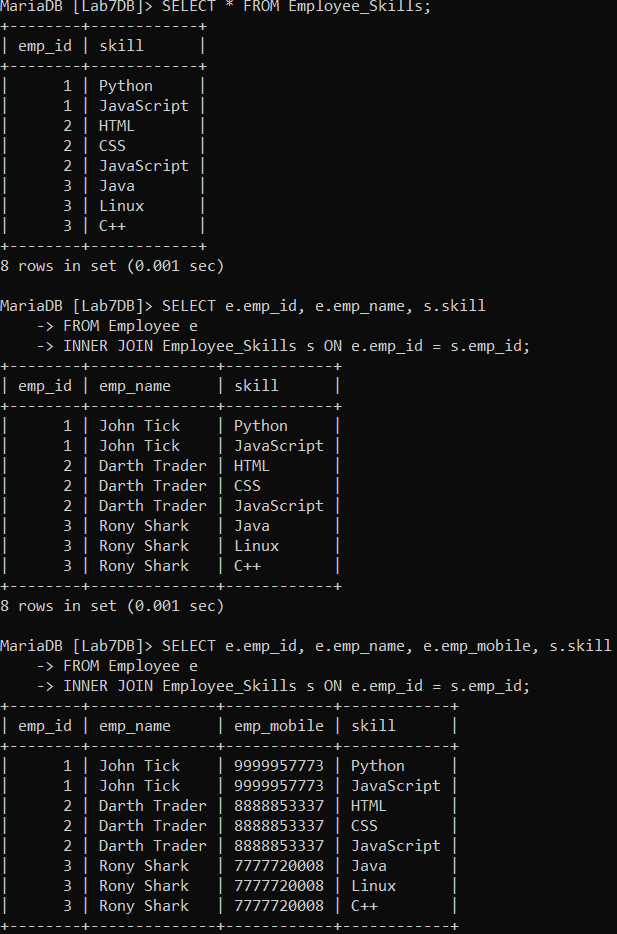 MariaDB [Lab7DB]> SELECT * FROM Employee_Skills;
+--------+------------+
| emp_id | skill      |
+--------+------------+
|      1 | Python     |
|      1 | JavaScript |
|      2 | HTML       |
|      2 | CSS        |
|      2 | JavaScript |
|      3 | Java       |
|      3 | Linux      |
|      3 | C++        |
+--------+------------+
8 rows in set (0.001 sec)

MariaDB [Lab7DB]> SELECT e.emp_id, e.emp_name, s.skill
    -> FROM Employee e
    -> INNER JOIN Employee_Skills s ON e.emp_id = s.emp_id;
+--------+--------------+------------+
| emp_id | emp_name     | skill      |
+--------+--------------+------------+
|      1 | John Tick    | Python     |
|      1 | John Tick    | JavaScript |
|      2 | Darth Trader | HTML       |
|      2 | Darth Trader | CSS        |
|      2 | Darth Trader | JavaScript |
|      3 | Rony Shark   | Java       |
|      3 | Rony Shark   | Linux      |
|      3 | Rony Shark   | C++        |
+--------+--------------+------------+
8 rows in set (0.001 sec)

MariaDB [Lab7DB]> SELECT e.emp_id, e.emp_name, e.emp_mobile, s.skill
    -> FROM Employee e
    -> INNER JOIN Employee_Skills s ON e.emp_id = s.emp_id;
+--------+--------------+------------+------------+
| emp_id | emp_name     | emp_mobile | skill      |
+--------+--------------+------------+------------+
|      1 | John Tick    | 9999957773 | Python     |
|      1 | John Tick    | 9999957773 | JavaScript |
|      2 | Darth Trader | 8888853337 | HTML       |
|      2 | Darth Trader | 8888853337 | CSS        |
|      2 | Darth Trader | 8888853337 | JavaScript |
|      3 | Rony Shark   | 7777720008 | Java       |
|      3 | Rony Shark   | 7777720008 | Linux      |
|      3 | Rony Shark   | 7777720008 | C++        |
+--------+--------------+------------+------------+